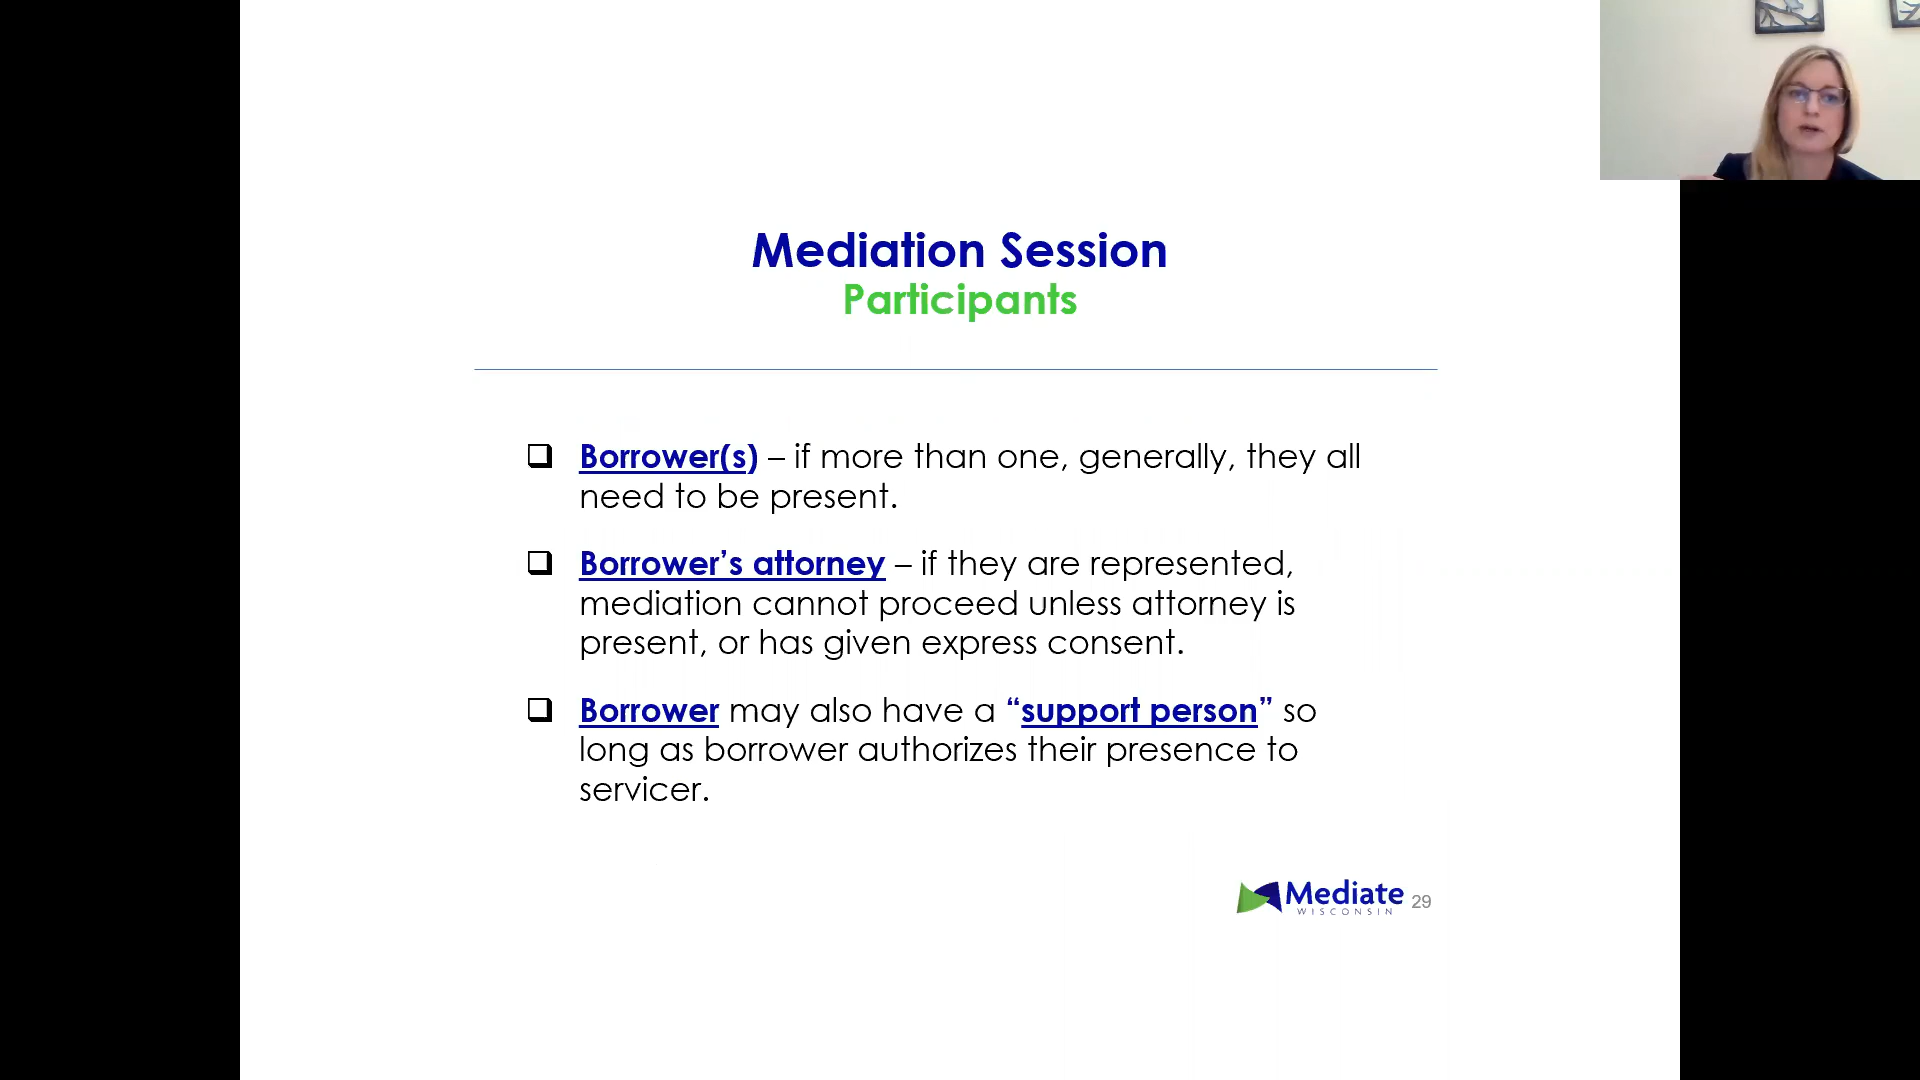 Mediation Session
Participants
❑ Borrower(s) – if more than one, generally, they all
need to be present.
❑ Borrower’s attorney – if they are represented,
mediation cannot proceed unless attorney is
present, or has given express consent.
❑ Borrower may also have a “support person” so
long as borrower authorizes their presence to
servicer.
Mediate
WISCONSIN
29